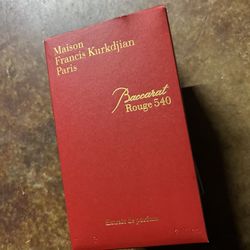 Maison
Francis Kurkdjian
Paris
Baccarat
Rouge 540
Extrait de parfum